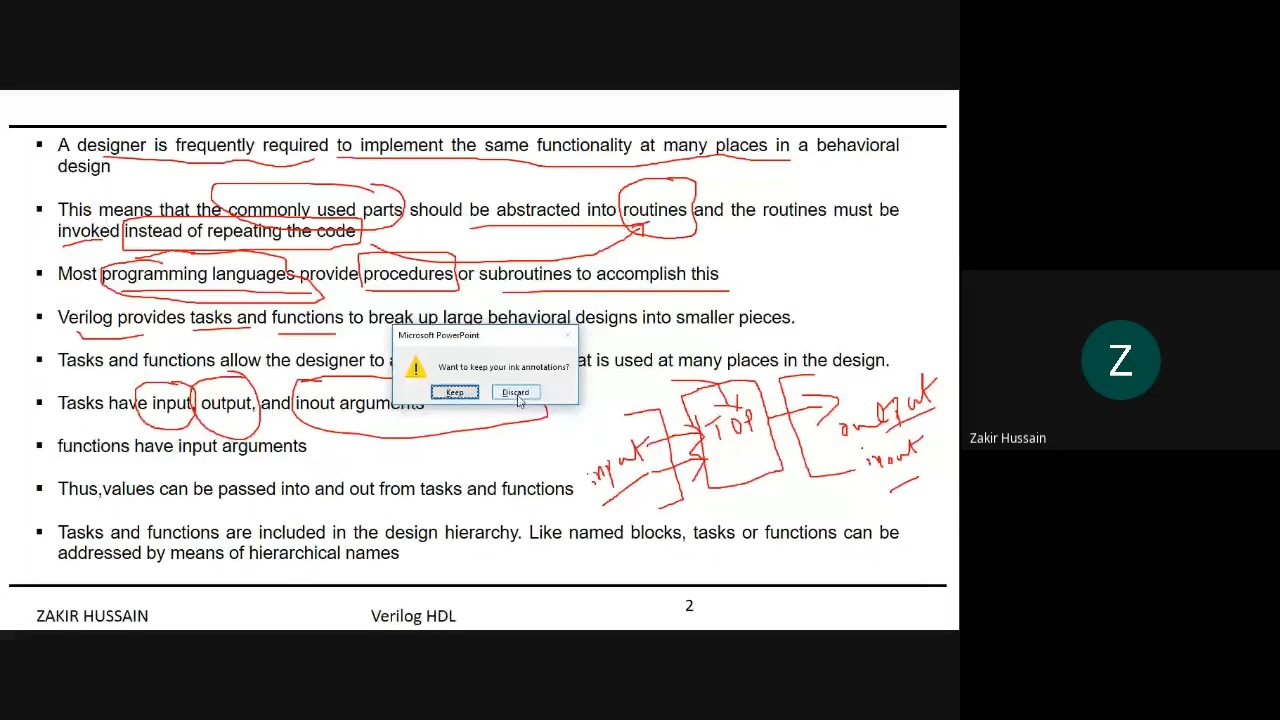 ▪ A designer is frequently required to implement the same functionality at many places in a behavioral
design
▪ This means that the commonly used parts should be abstracted into routines and the routines must be
invoked instead of repeating the code
▪ Most programming languages provide procedures or subroutines to accomplish this
▪ Verilog provides tasks and functions to break up large behavioral designs into smaller pieces.
Microsoft PowerPoint
Want to keep your ink annotations?
Keep Discard
▪ Tasks and functions allow the designer to at is used at many places in the design.
▪ Tasks have input, output, and inout arguments
▪ functions have input arguments
▪ Thus,values can be passed into and out from tasks and functions
▪ Tasks and functions are included in the design hierarchy. Like named blocks, tasks or functions can be
addressed by means of hierarchical names
input
TOP
output
inout
ZAKIR HUSSAIN Verilog HDL 2
Z
Zakir Hussain